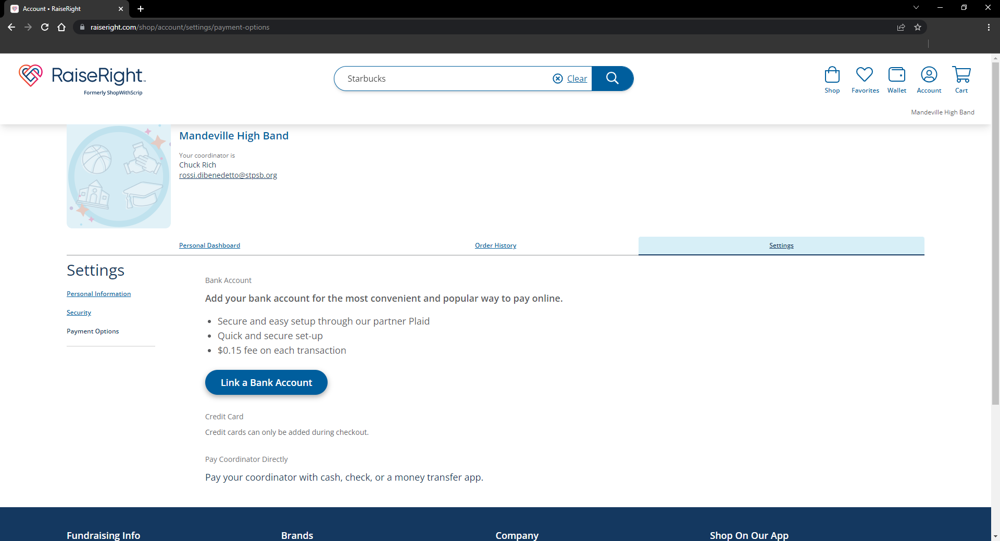 Account • RaiseRight
raiseright.com/shop/account/settings/payment-options
RaiseRight™
Formerly ShopWithScrip
Starbucks
Clear
Shop
Favorites
Wallet
Account
Cart
Mandeville High Band
Mandeville High Band
Your coordinator is
Chuck Rich
rossi.dibenedetto@stpsb.org
Personal Dashboard
Order History
Settings
Settings
Personal Information
Security
Payment Options
Bank Account
Add your bank account for the most convenient and popular way to pay online.
• Secure and easy setup through our partner Plaid
• Quick and secure set-up
• $0.15 fee on each transaction
Link a Bank Account
Credit Card
Credit cards can only be added during checkout.
Pay Coordinator Directly
Pay your coordinator with cash, check, or a money transfer app.
Fundraising Info
Brands
Company
Shop On Our App